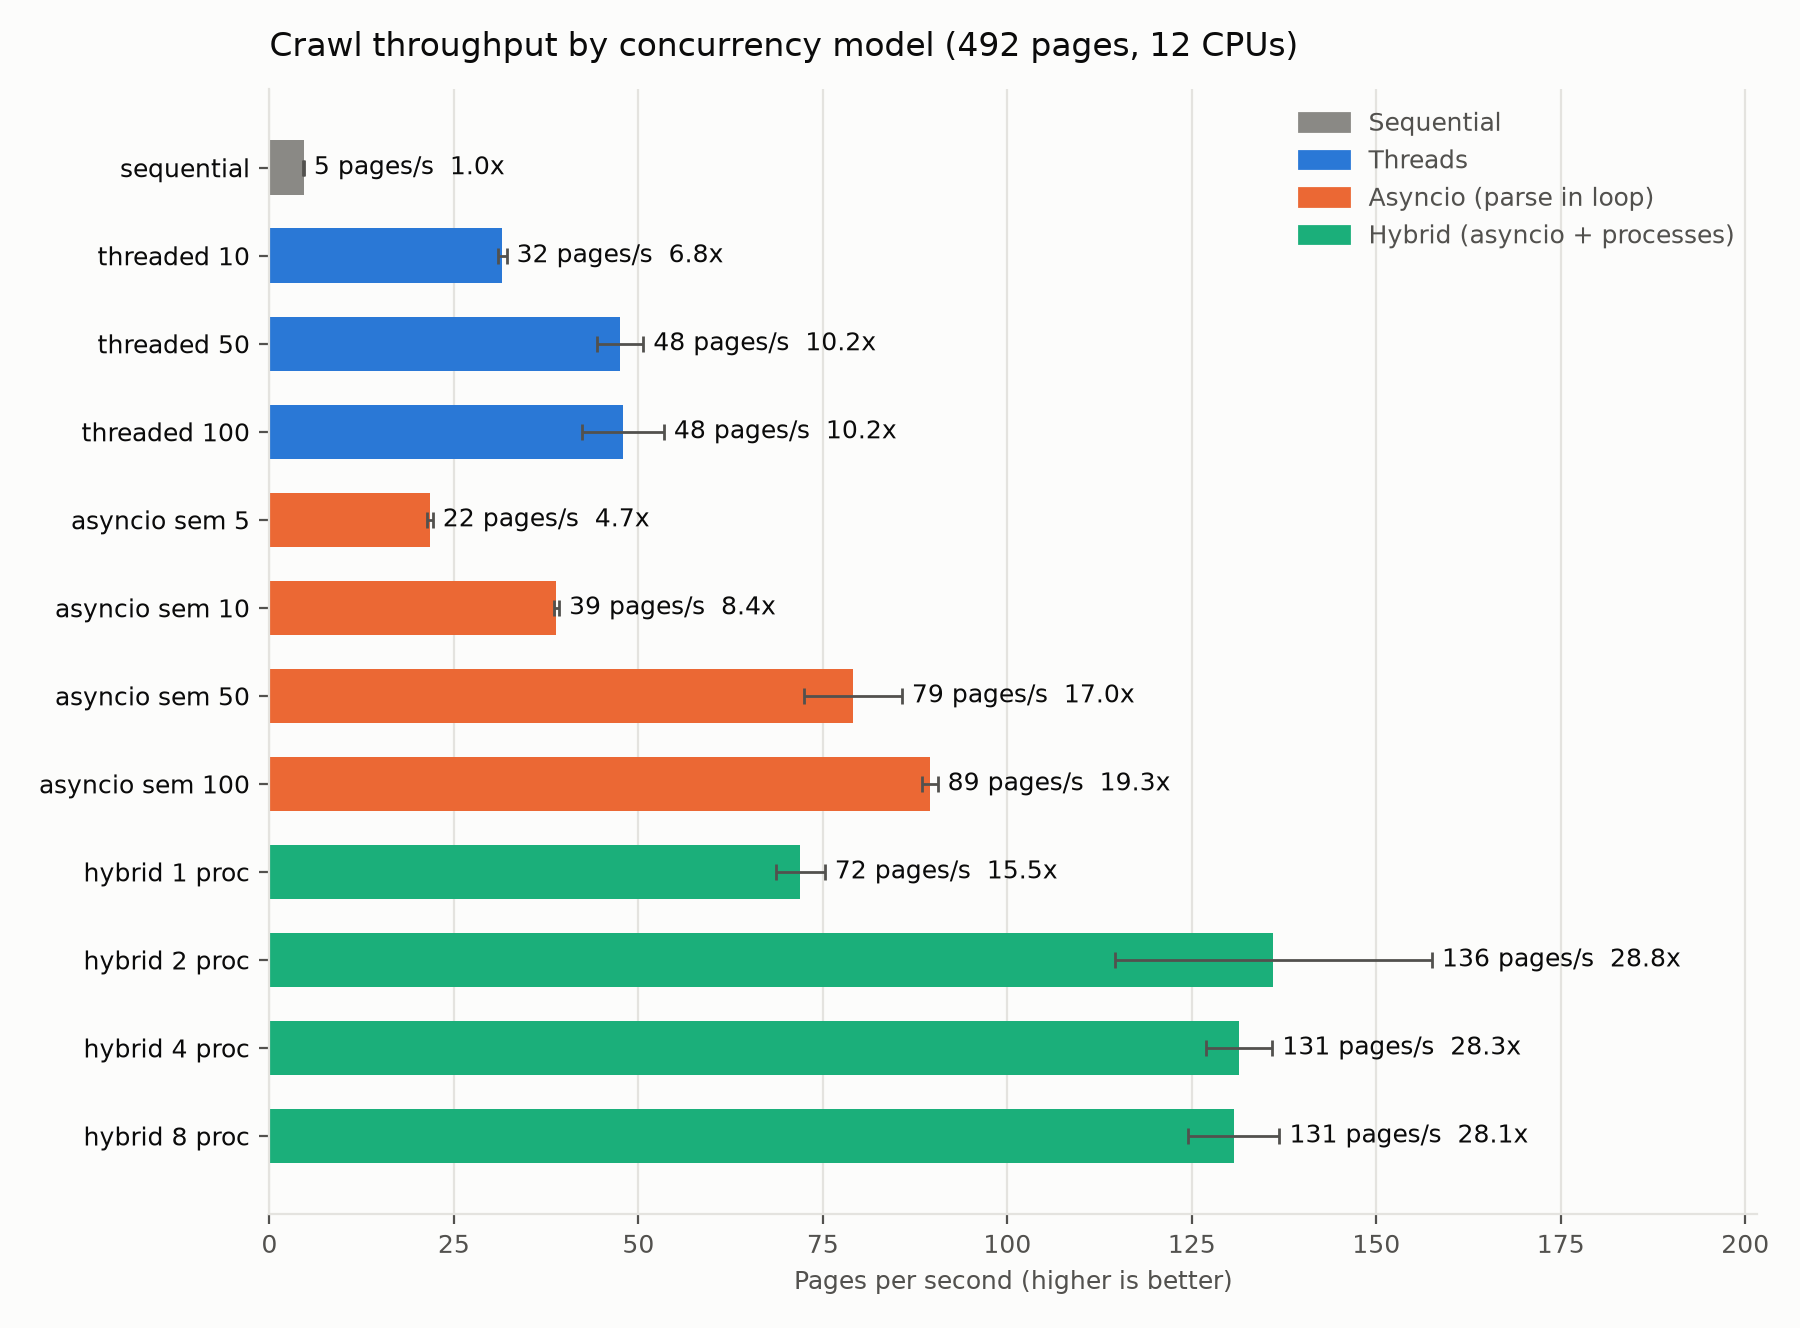 Crawl throughput by concurrency model (492 pages, 12 CPUs)
Sequential
Threads
Asyncio (parse in loop)
Hybrid (asyncio + processes)
sequential 5 pages/s 1.0x
threaded 10 32 pages/s 6.8x
threaded 50 48 pages/s 10.2x
threaded 100 48 pages/s 10.2x
asyncio sem 5 22 pages/s 4.7x
asyncio sem 10 39 pages/s 8.4x
asyncio sem 50 79 pages/s 17.0x
asyncio sem 100 89 pages/s 19.3x
hybrid 1 proc 72 pages/s 15.5x
hybrid 2 proc 136 pages/s 28.8x
hybrid 4 proc 131 pages/s 28.3x
hybrid 8 proc 131 pages/s 28.1x
0 25 50 75 100 125 150 175 200
Pages per second (higher is better)